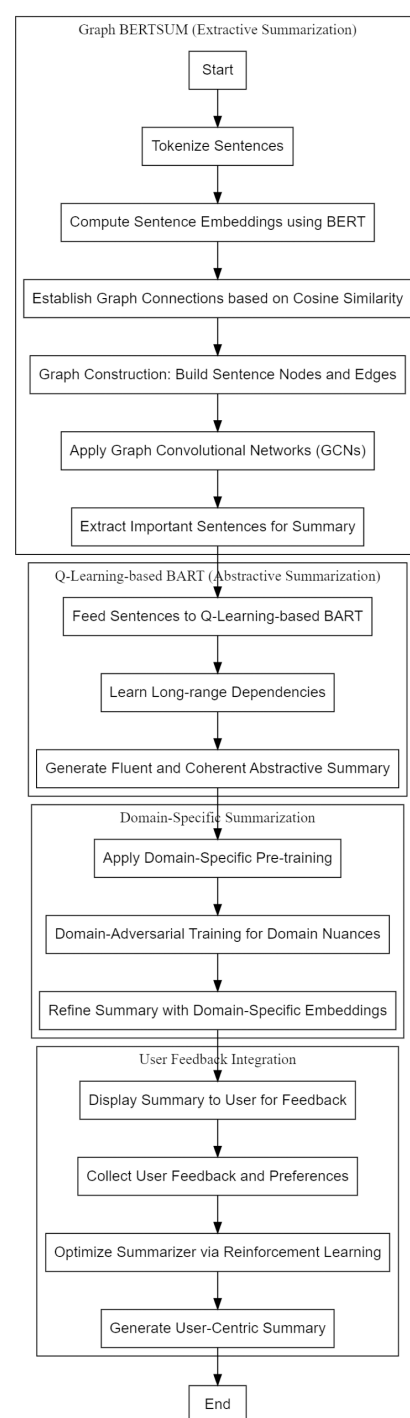 Graph BERTSUM (Extractive Summarization)
Start
Tokenize Sentences
Compute Sentence Embeddings using BERT
Establish Graph Connections based on Cosine Similarity
Graph Construction: Build Sentence Nodes and Edges
Apply Graph Convolutional Networks (GCNs)
Extract Important Sentences for Summary
Q-Learning-based BART (Abstractive Summarization)
Feed Sentences to Q-Learning-based BART
Learn Long-range Dependencies
Generate Fluent and Coherent Abstractive Summary
Domain-Specific Summarization
Apply Domain-Specific Pre-training
Domain-Adversarial Training for Domain Nuances
Refine Summary with Domain-Specific Embeddings
User Feedback Integration
Display Summary to User for Feedback
Collect User Feedback and Preferences
Optimize Summarizer via Reinforcement Learning
Generate User-Centric Summary
End